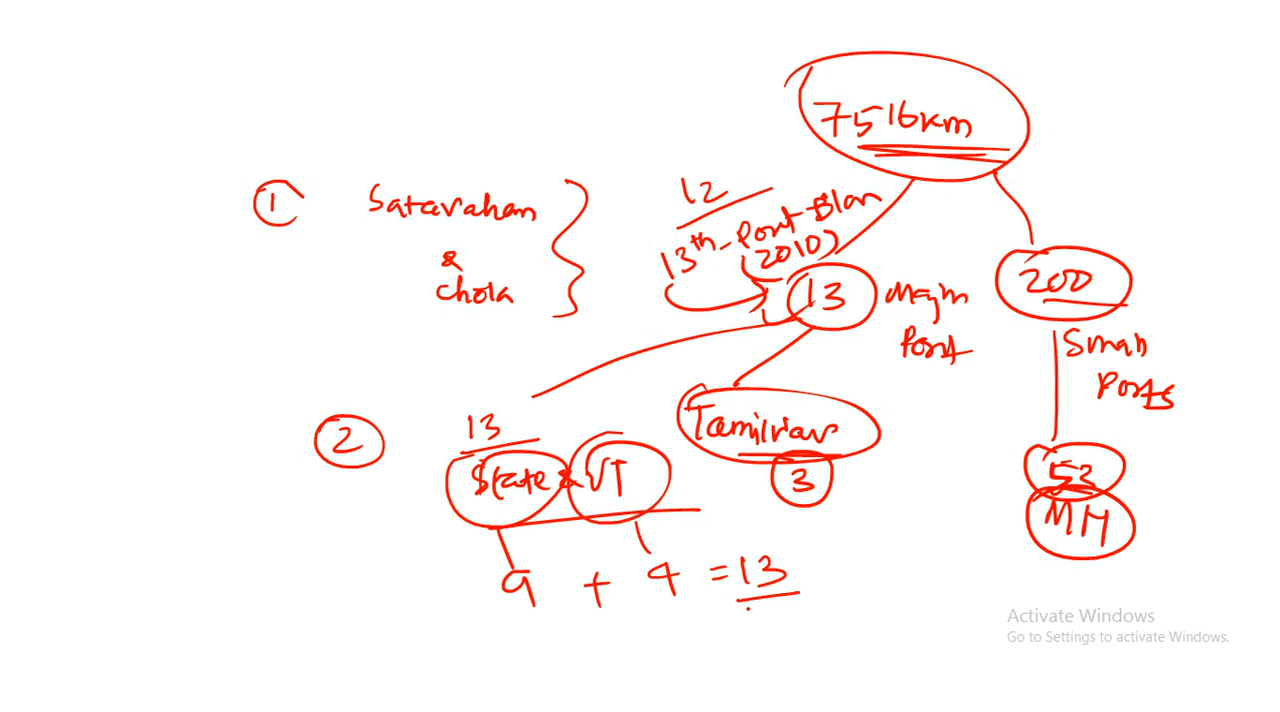 7516km
12
① Satavahan
&
chola
13th - Port Blair
(2010)
13 Major
Port
200
Small
Ports
② 13
State & UT
Tamilnadu
3
53
MH
9 + 4 = 13
Activate Windows
Go to Settings to activate Windows.